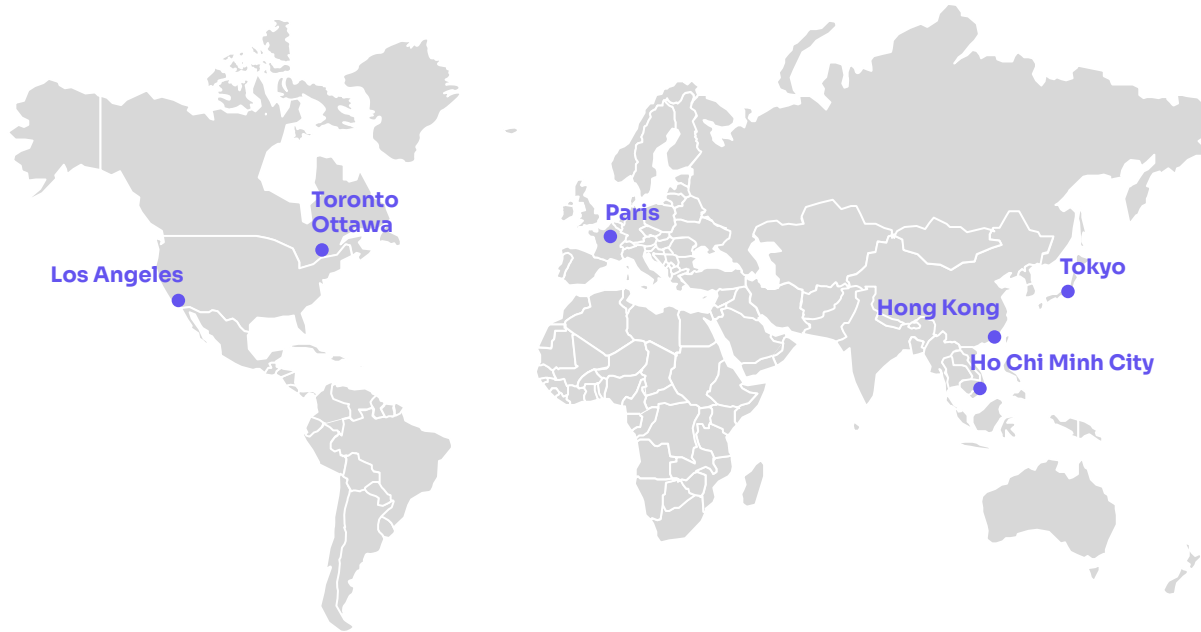 Toronto
Ottawa
Paris
Los Angeles
Tokyo
Hong Kong
Ho Chi Minh City